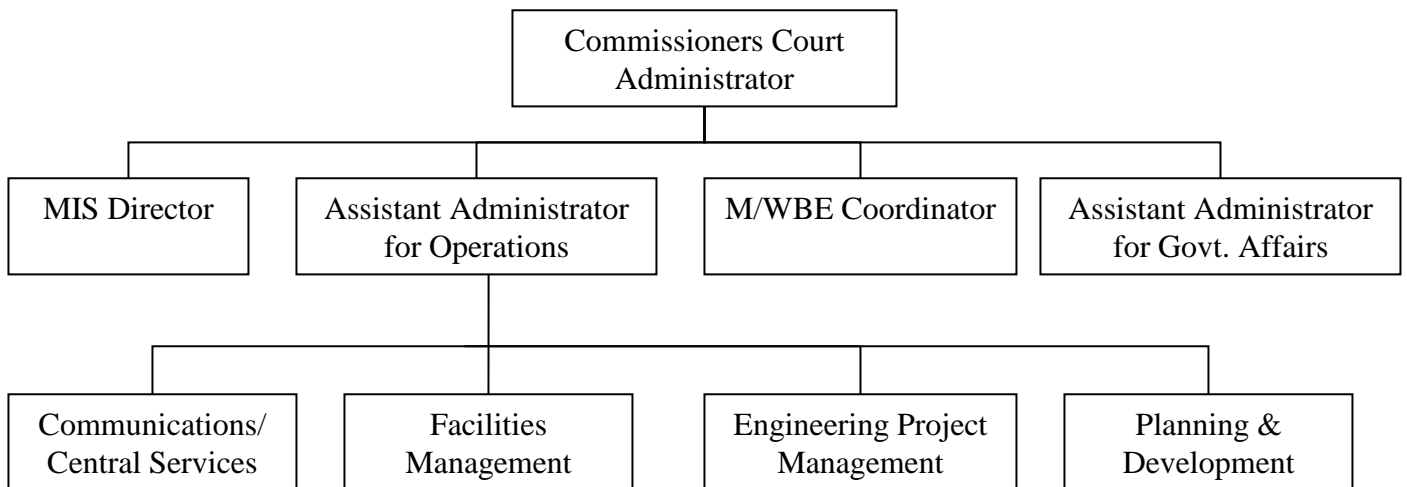 Commissioners Court
Administrator
MIS Director
Assistant Administrator
for Operations
M/WBE Coordinator
Assistant Administrator
for Govt. Affairs
Communications/
Central Services
Facilities
Management
Engineering Project
Management
Planning &
Development